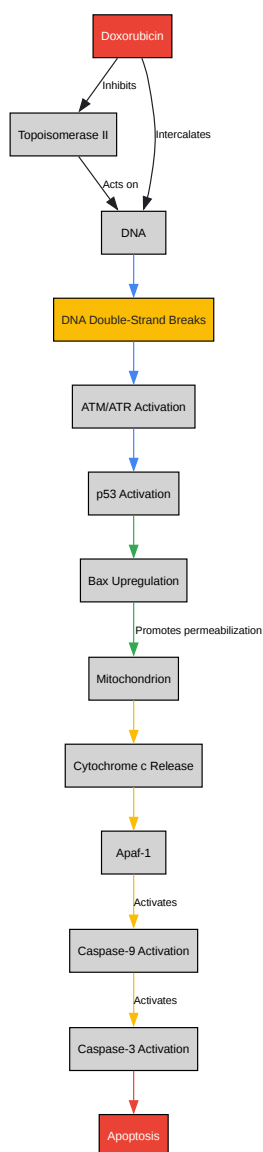 Doxorubicin
Inhibits
Topoisomerase II
Intercalates
Acts on
DNA
DNA Double-Strand Breaks
ATM/ATR Activation
p53 Activation
Bax Upregulation
Promotes permeabilization
Mitochondrion
Cytochrome c Release
Apaf-1
Activates
Caspase-9 Activation
Activates
Caspase-3 Activation
Apoptosis